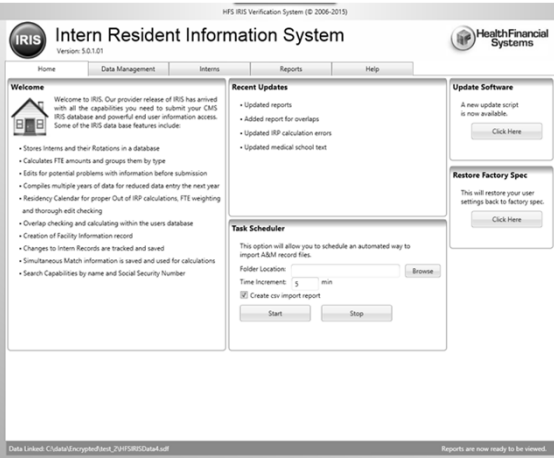 HFS IRIS Verification System (© 2006-2015)
IRIS
Intern Resident Information System
Version: 5.0.1.01
HealthFinancial
Systems
Home
Data Management
Interns
Reports
Help
Welcome
Welcome to IRIS. Our provider release of IRIS has arrived
with all the capabilities you need to submit your CMS
IRIS database and powerful end user information access.
Some of the IRIS data base features include:
• Stores Interns and their Rotations in a database
• Calculates FTE amounts and groups them by type
• Edits for potential problems with information before submission
• Compiles multiple years of data for reduced data entry the next year
• Residency Calendar for proper Out of IRP calculations, FTE weighting
and thorough edit checking
• Overlap checking and calculating within the users database
• Creation of Facility Information record
• Changes to Intern Records are tracked and saved
• Simultaneous Match information is saved and used for calculations
• Search Capabilities by name and Social Security Number
Recent Updates
• Updated reports
• Added report for overlaps
• Updated IRP calculation errors
• Updated medical school text
Task Scheduler
This option will allow you to schedule an automated way to
import A&M record files.
Folder Location:
Browse
Time Increment: 5 min
Create csv import report
Start
Stop
Update Software
A new update script
is now available.
Click Here
Restore Factory Spec
This will restore your user
settings back to factory spec.
Click Here
Data Linked: C:\data\Encrypted\test_2\HFSIRISData4.sdf
Reports are now ready to be viewed.